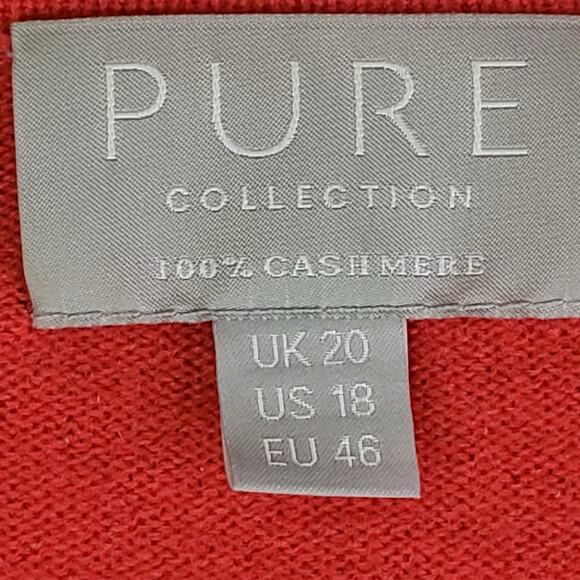 PURE
COLLECTION
100% CASHMERE
UK 20
US 18
EU 46